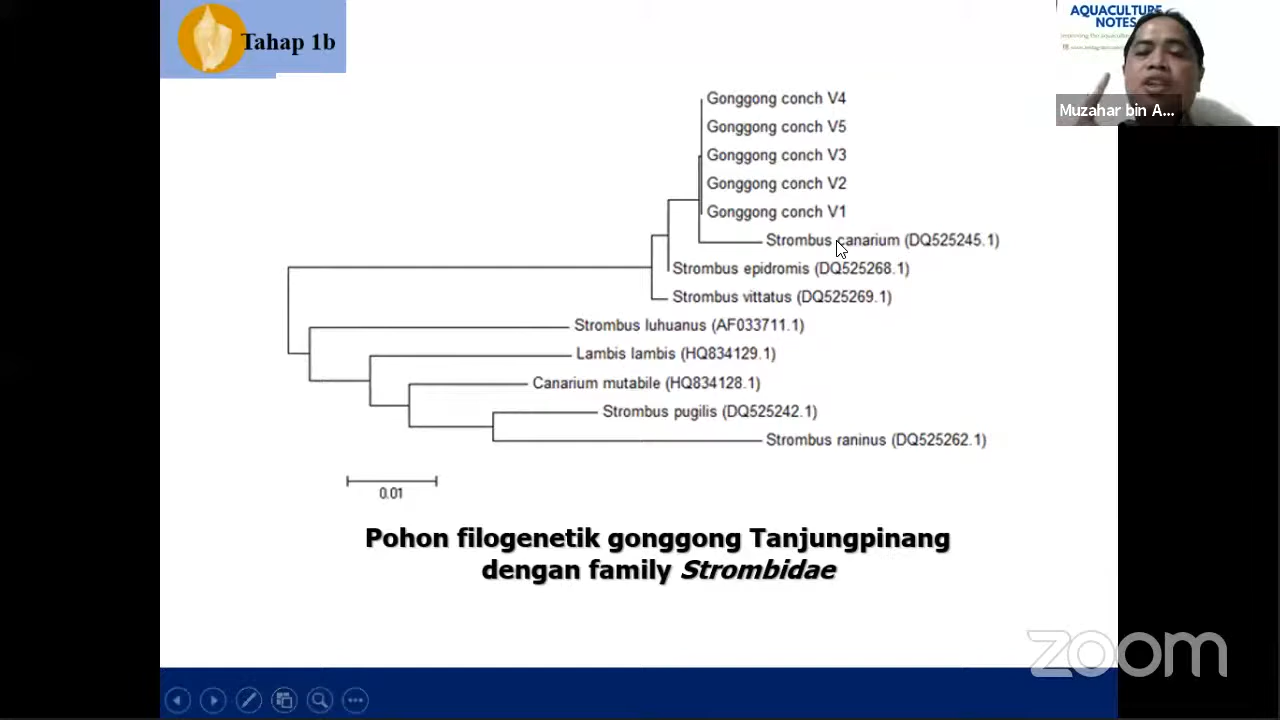 Tahap 1b
AQUACULTURE
NOTES
Muzahar bin A...
Gonggong conch V4
Gonggong conch V5
Gonggong conch V3
Gonggong conch V2
Gonggong conch V1
Strombus canarium (DQ525245.1)
Strombus epidromis (DQ525268.1)
Strombus vittatus (DQ525269.1)
Strombus luhuanus (AF033711.1)
Lambis lambis (HQ834129.1)
Canarium mutabile (HQ834128.1)
Strombus pugilis (DQ525242.1)
Strombus raninus (DQ525262.1)
0.01
Pohon filogenetik gonggong Tanjungpinang
dengan family Strombidae
zoom